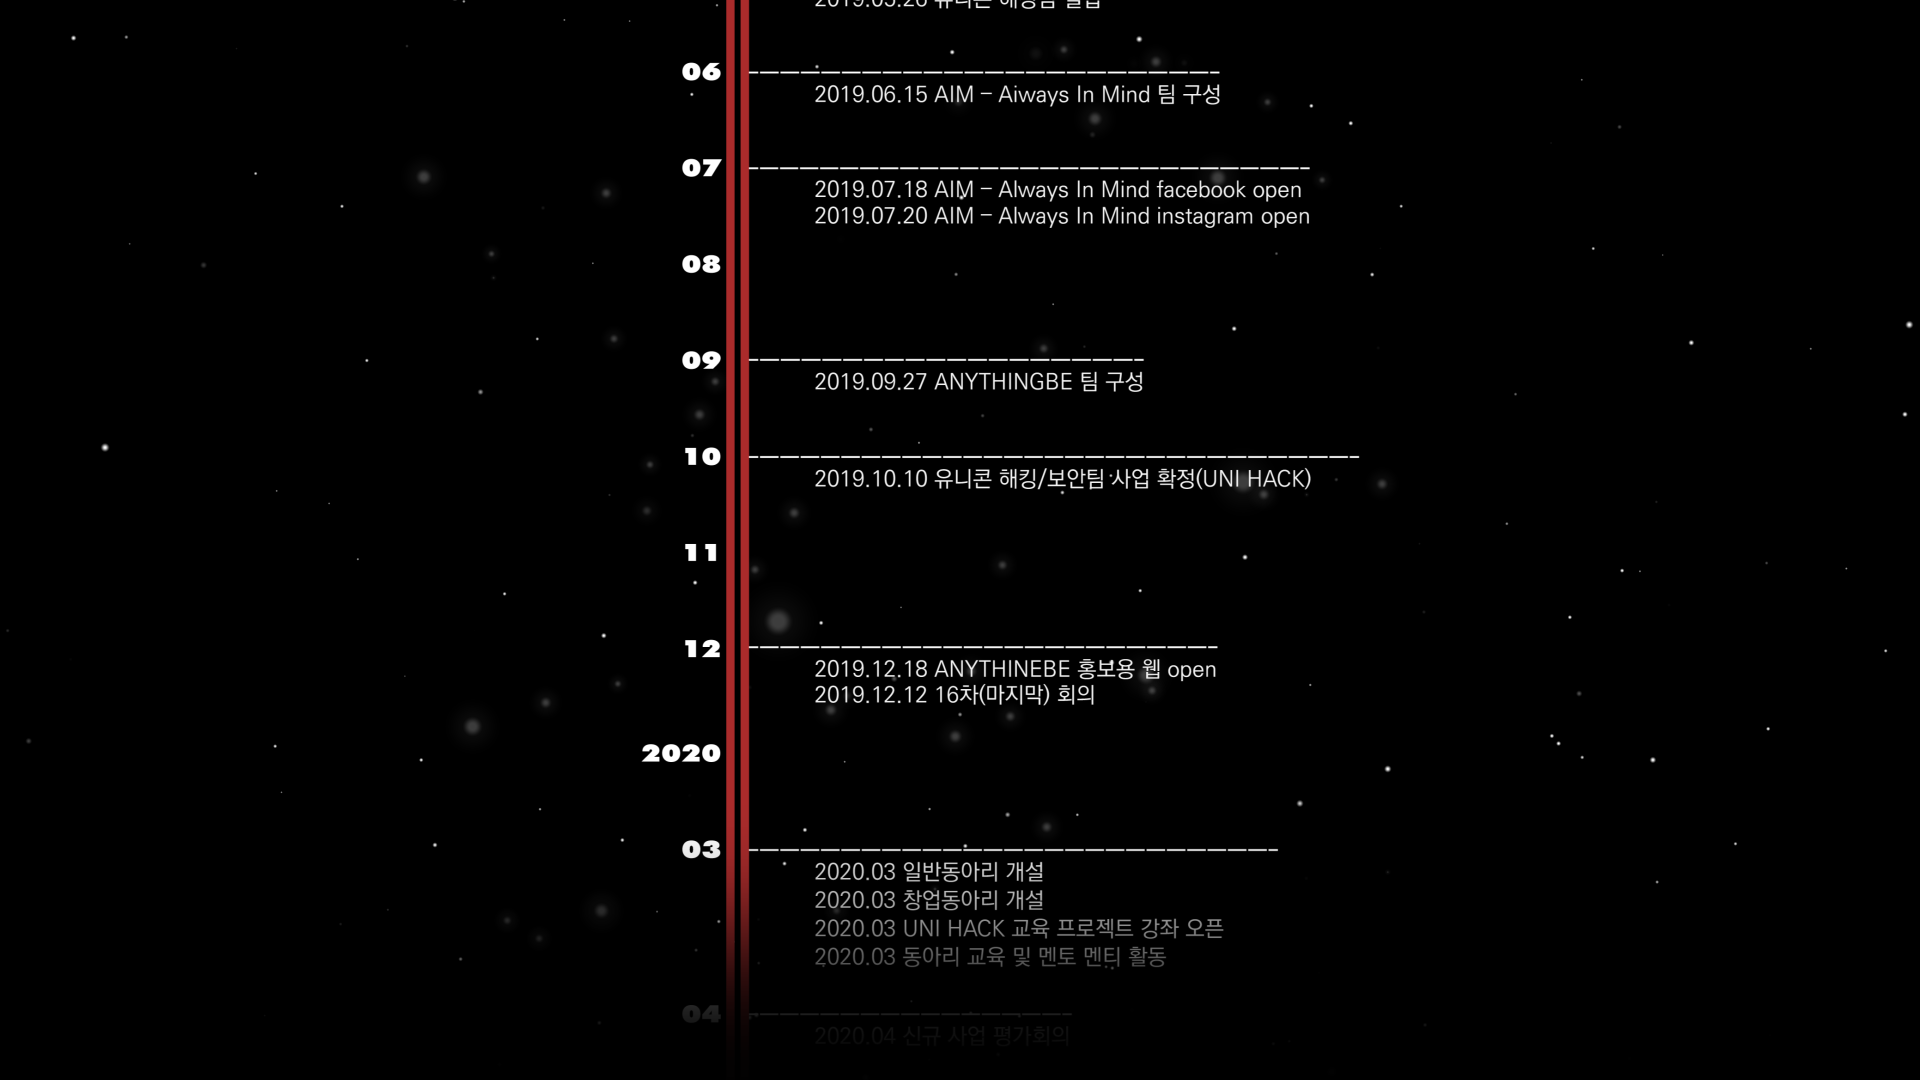 2019.05.26 유니콘 해킹팀 설립
06
2019.06.15 AIM – Aiways In Mind 팀 구성
07
2019.07.18 AIM – Always In Mind facebook open
2019.07.20 AIM – Always In Mind instagram open
08
09
2019.09.27 ANYTHINGBE 팀 구성
10
2019.10.10 유니콘 해킹/보안팀 사업 확정(UNI HACK)
11
12
2019.12.18 ANYTHINEBE 홍보용 웹 open
2019.12.12 16차(마지막) 회의
2020
03
2020.03 일반동아리 개설
2020.03 창업동아리 개설
2020.03 UNI HACK 교육 프로젝트 강좌 오픈
2020.03 동아리 교육 및 멘토 멘티 활동
04
2020.04 신규 사업 평가회의